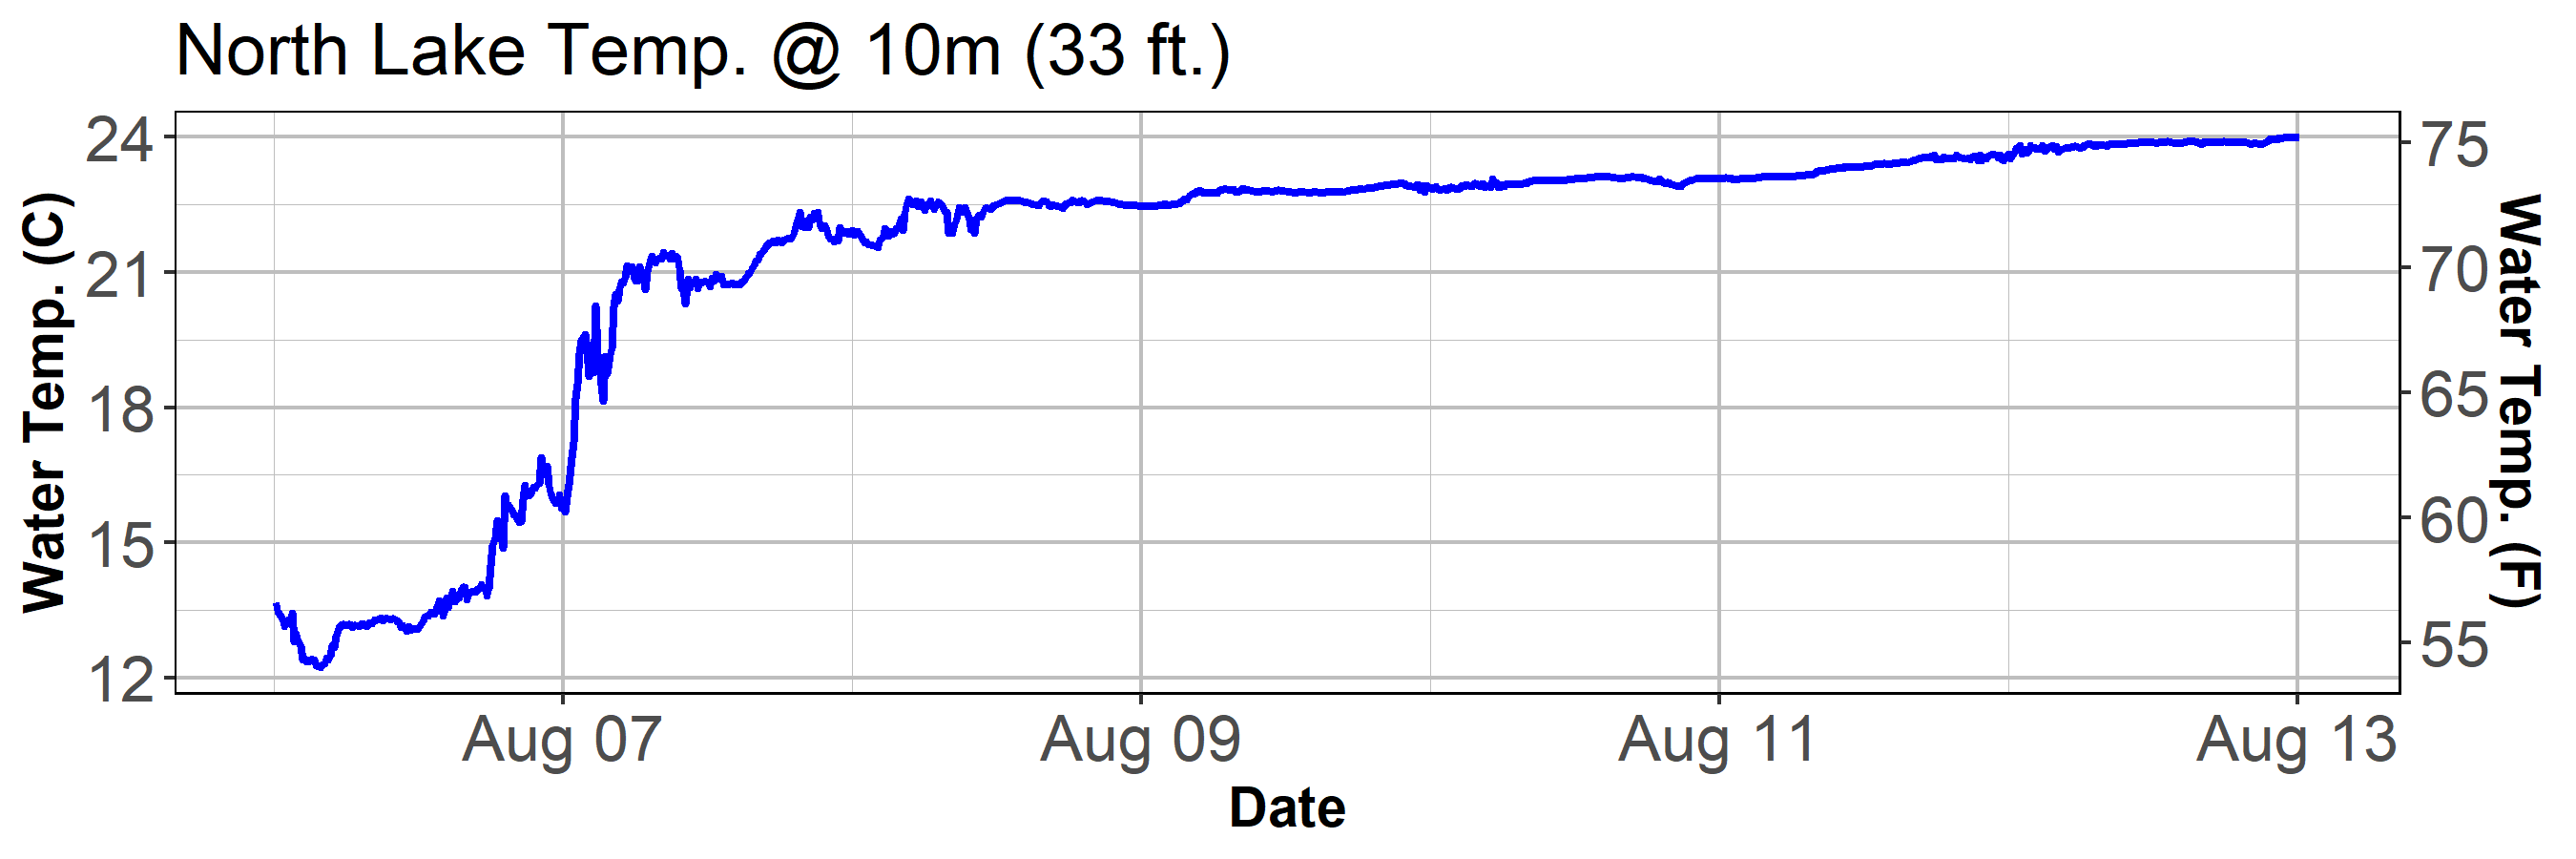 North Lake Temp. @ 10m (33 ft.)
Water Temp. (C)
24
21
18
15
12
75
70
65
60
55
Water Temp. (F)
Aug 07 Aug 09 Aug 11 Aug 13
Date